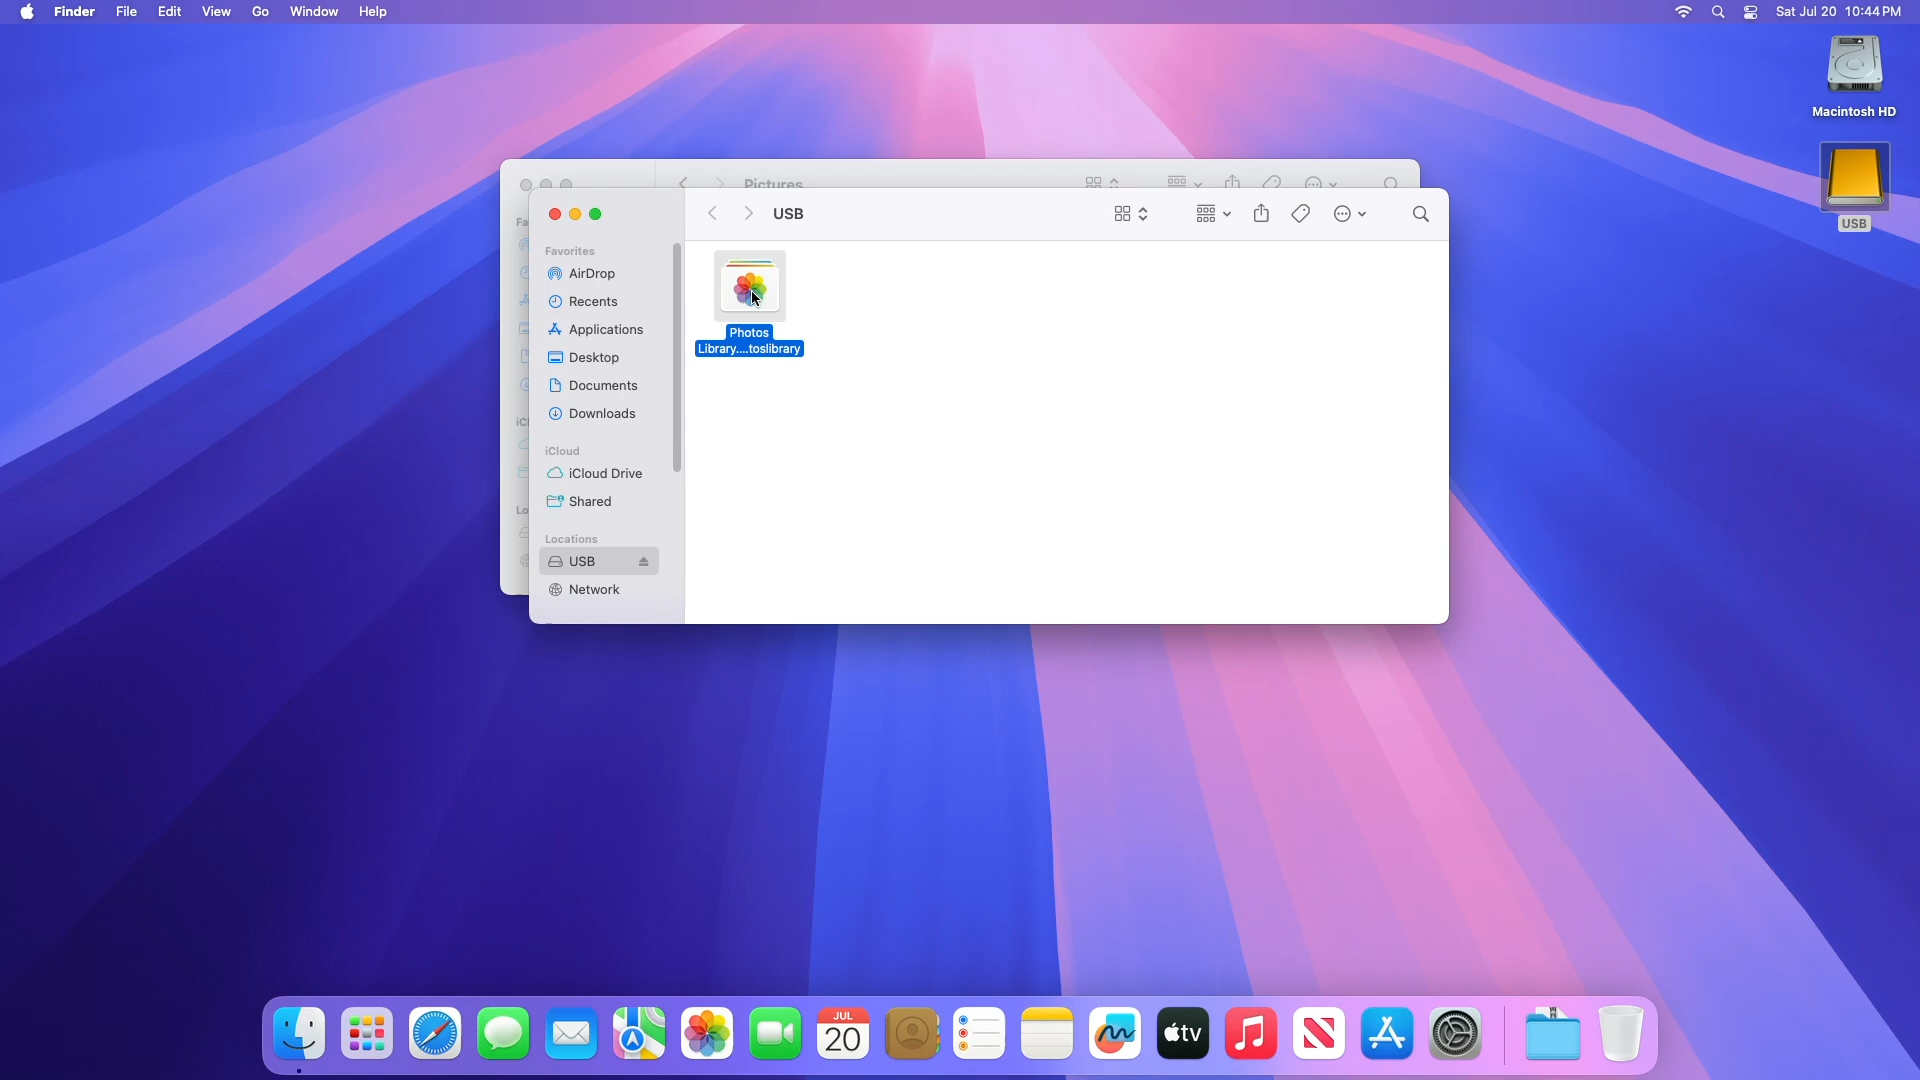 Finder File Edit View Go Window Help
Sat Jul 20 10:44 PM
Macintosh HD
USB
Pictures
USB
Favorites
AirDrop
Recents
Applications
Desktop
Documents
Downloads
iCloud
iCloud Drive
Shared
Locations
USB
Network
Photos
Library....toslibrary
JUL
20
tv